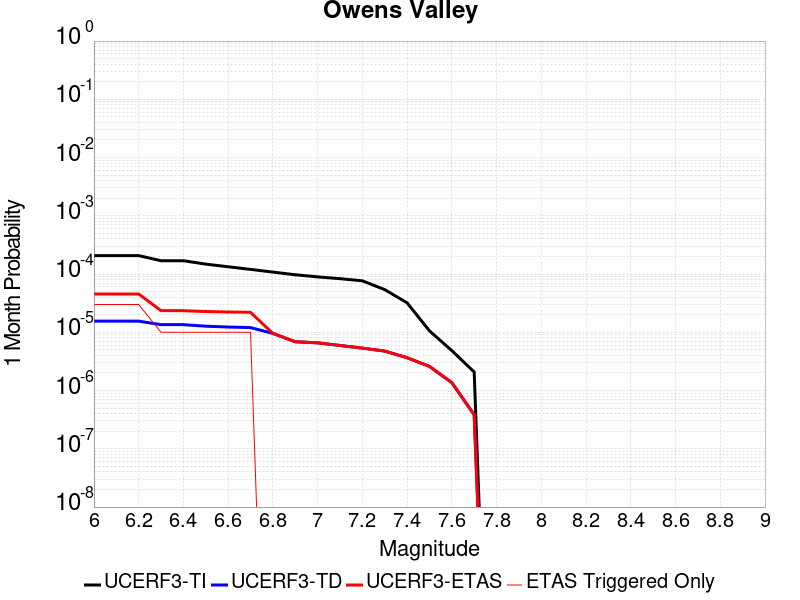 Owens Valley
1 Month Probability
10^0
10^-1
10^-2
10^-3
10^-4
10^-5
10^-6
10^-7
10^-8
6 6.2 6.4 6.6 6.8 7 7.2 7.4 7.6 7.8 8 8.2 8.4 8.6 8.8 9
Magnitude
UCERF3-TI UCERF3-TD UCERF3-ETAS ETAS Triggered Only